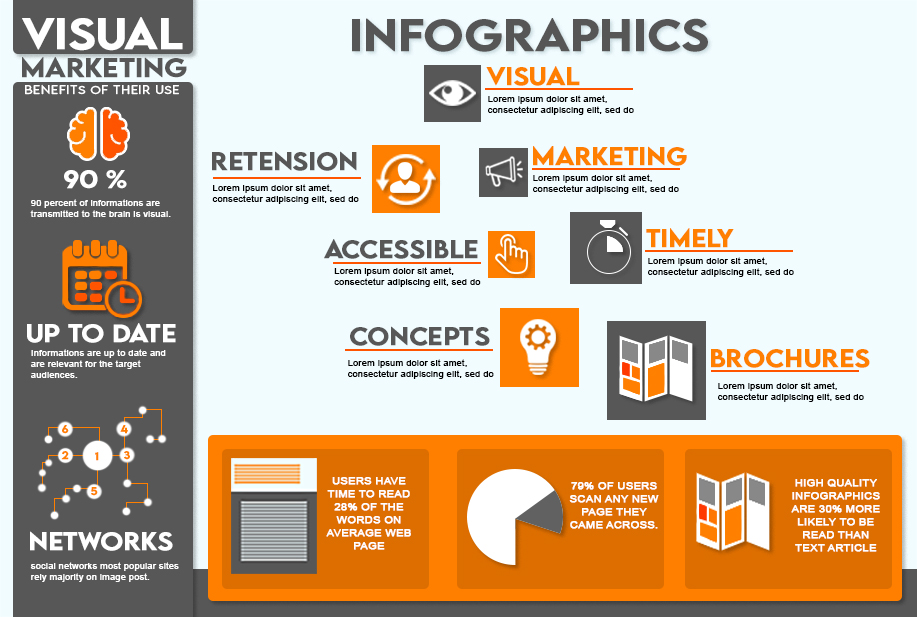 VISUAL
MARKETING
BENEFITS OF THEIR USE
90 %
90 percent of informations are
transmitted to the brain is visual.
UP TO DATE
Informations are up to date and
are relevant for the target
audiences.
6
4
2
1
3
5
NETWORKS
social networks most popular sites
rely majority on image post.
INFOGRAPHICS
VISUAL
Lorem ipsum dolor sit amet,
consectetur adipiscing elit, sed do
RETENSION
Lorem ipsum dolor sit amet,
consectetur adipiscing elit, sed do
MARKETING
Lorem ipsum dolor sit amet,
consectetur adipiscing elit, sed do
ACCESSIBLE
Lorem ipsum dolor sit amet,
consectetur adipiscing elit, sed do
TIMELY
Lorem ipsum dolor sit amet,
consectetur adipiscing elit, sed do
CONCEPTS
Lorem ipsum dolor sit amet,
consectetur adipiscing elit, sed do
BROCHURES
Lorem ipsum dolor sit amet,
consectetur adipiscing elit, sed do
USERS HAVE
TIME TO READ
28% OF THE
WORDS ON
AVERAGE WEB
PAGE
79% OF USERS
SCAN ANY NEW
PAGE THEY
CAME ACROSS.
HIGH QUALITY
INFOGRAPHICS
ARE 30% MORE
LIKELY TO BE
READ THAN
TEXT ARTICLE